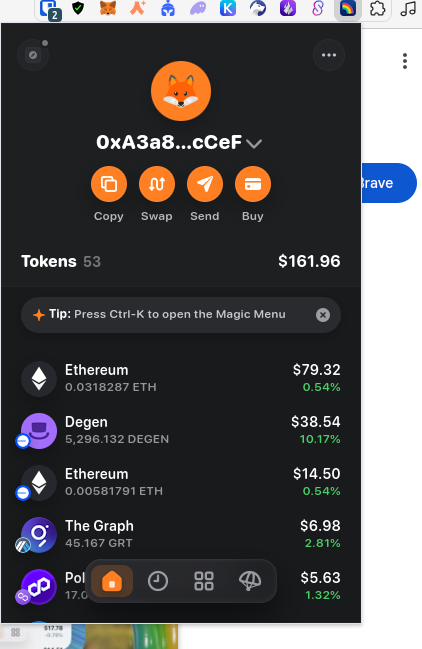 2
K
0xA3a8...cCeF
Copy Swap Send Buy
Tokens 53 $161.96
Tip: Press Ctrl-K to open the Magic Menu
Ethereum $79.32
0.0318287 ETH 0.54%
Degen $38.54
5,296.132 DEGEN 10.17%
Ethereum $14.50
0.00581791 ETH 0.54%
The Graph $6.98
45.167 GRT 2.81%
Pol $5.63
17.0 1.32%
Brave
$17.78